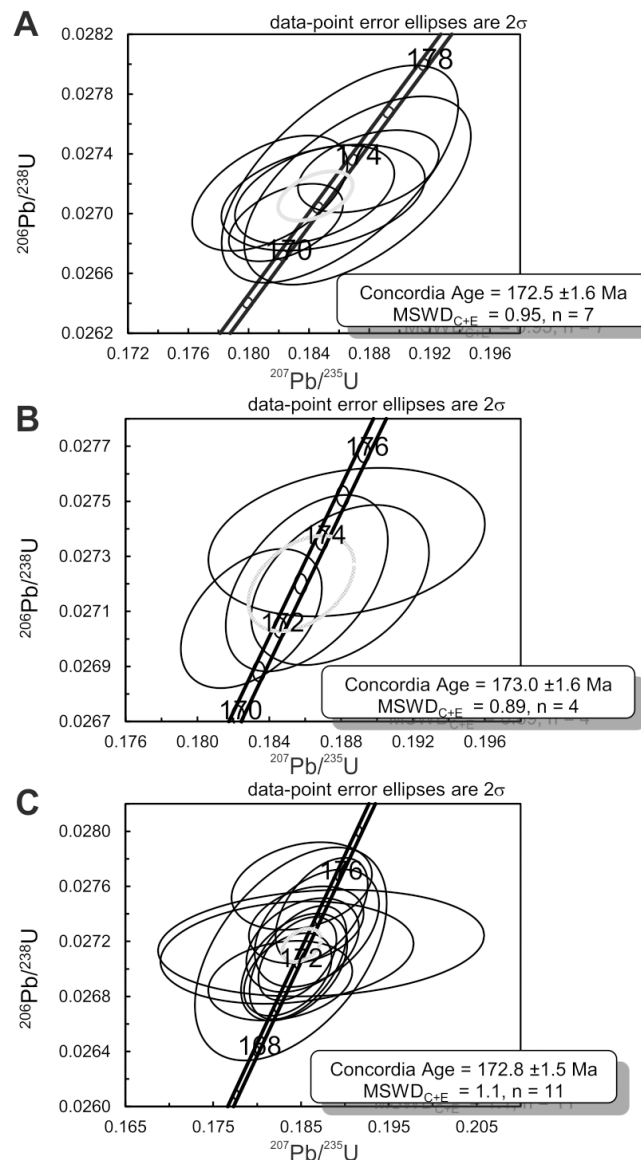 A
data-point error ellipses are 2σ
0.0282
0.0278
0.0274
0.0270
0.0266
0.0262
206Pb/238U
178
174
170
Concordia Age = 172.5 ±1.6 Ma
MSWDC+E = 0.95, n = 7
0.172 0.176 0.180 0.184 0.188 0.192 0.196
207Pb/235U
B
data-point error ellipses are 2σ
0.0277
0.0275
0.0273
0.0271
0.0269
0.0267
206Pb/238U
176
174
172
170
Concordia Age = 173.0 ±1.6 Ma
MSWDC+E = 0.89, n = 4
0.176 0.180 0.184 0.188 0.192 0.196
207Pb/235U
C
data-point error ellipses are 2σ
0.0280
0.0276
0.0272
0.0268
0.0264
0.0260
206Pb/238U
176
172
168
Concordia Age = 172.8 ±1.5 Ma
MSWDC+E = 1.1, n = 11
0.165 0.175 0.185 0.195 0.205
207Pb/235U